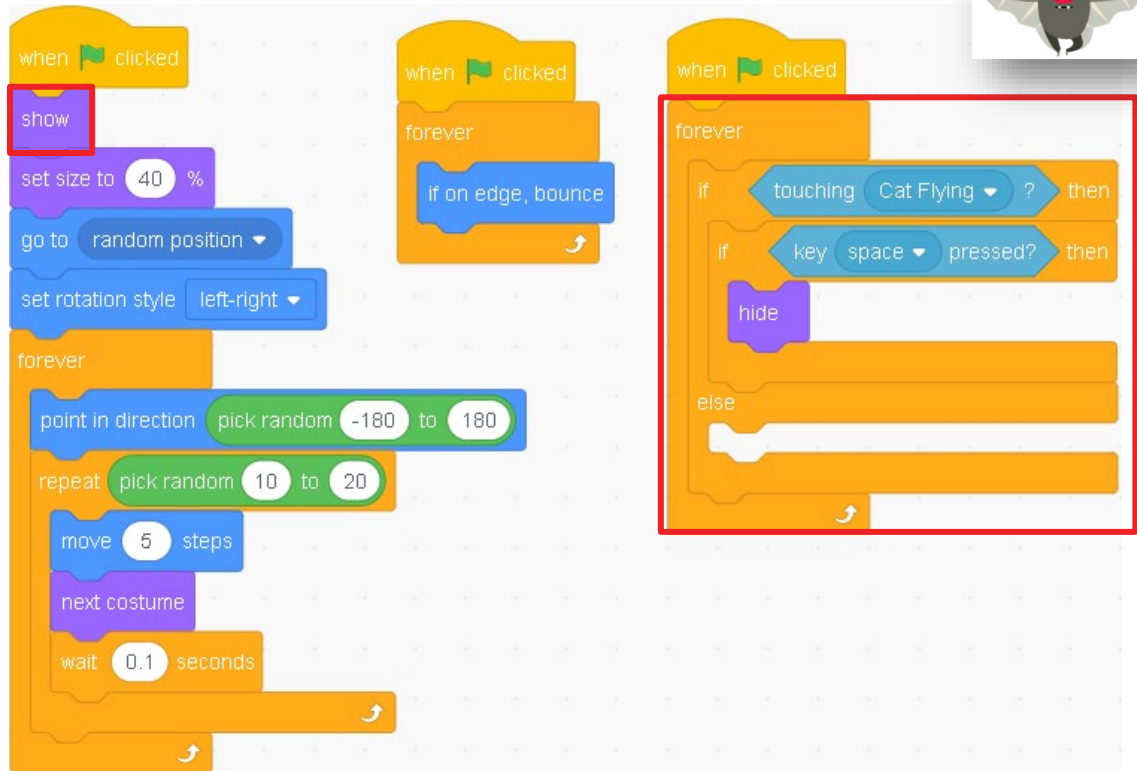 when clicked
show
set size to 40 %
go to random position
set rotation style left-right
forever
point in direction pick random -180 to 180
repeat pick random 10 to 20
move 5 steps
next costume
wait 0.1 seconds
when clicked
forever
if on edge, bounce
when clicked
forever
if touching Cat Flying ? then
if key space pressed? then
hide
else